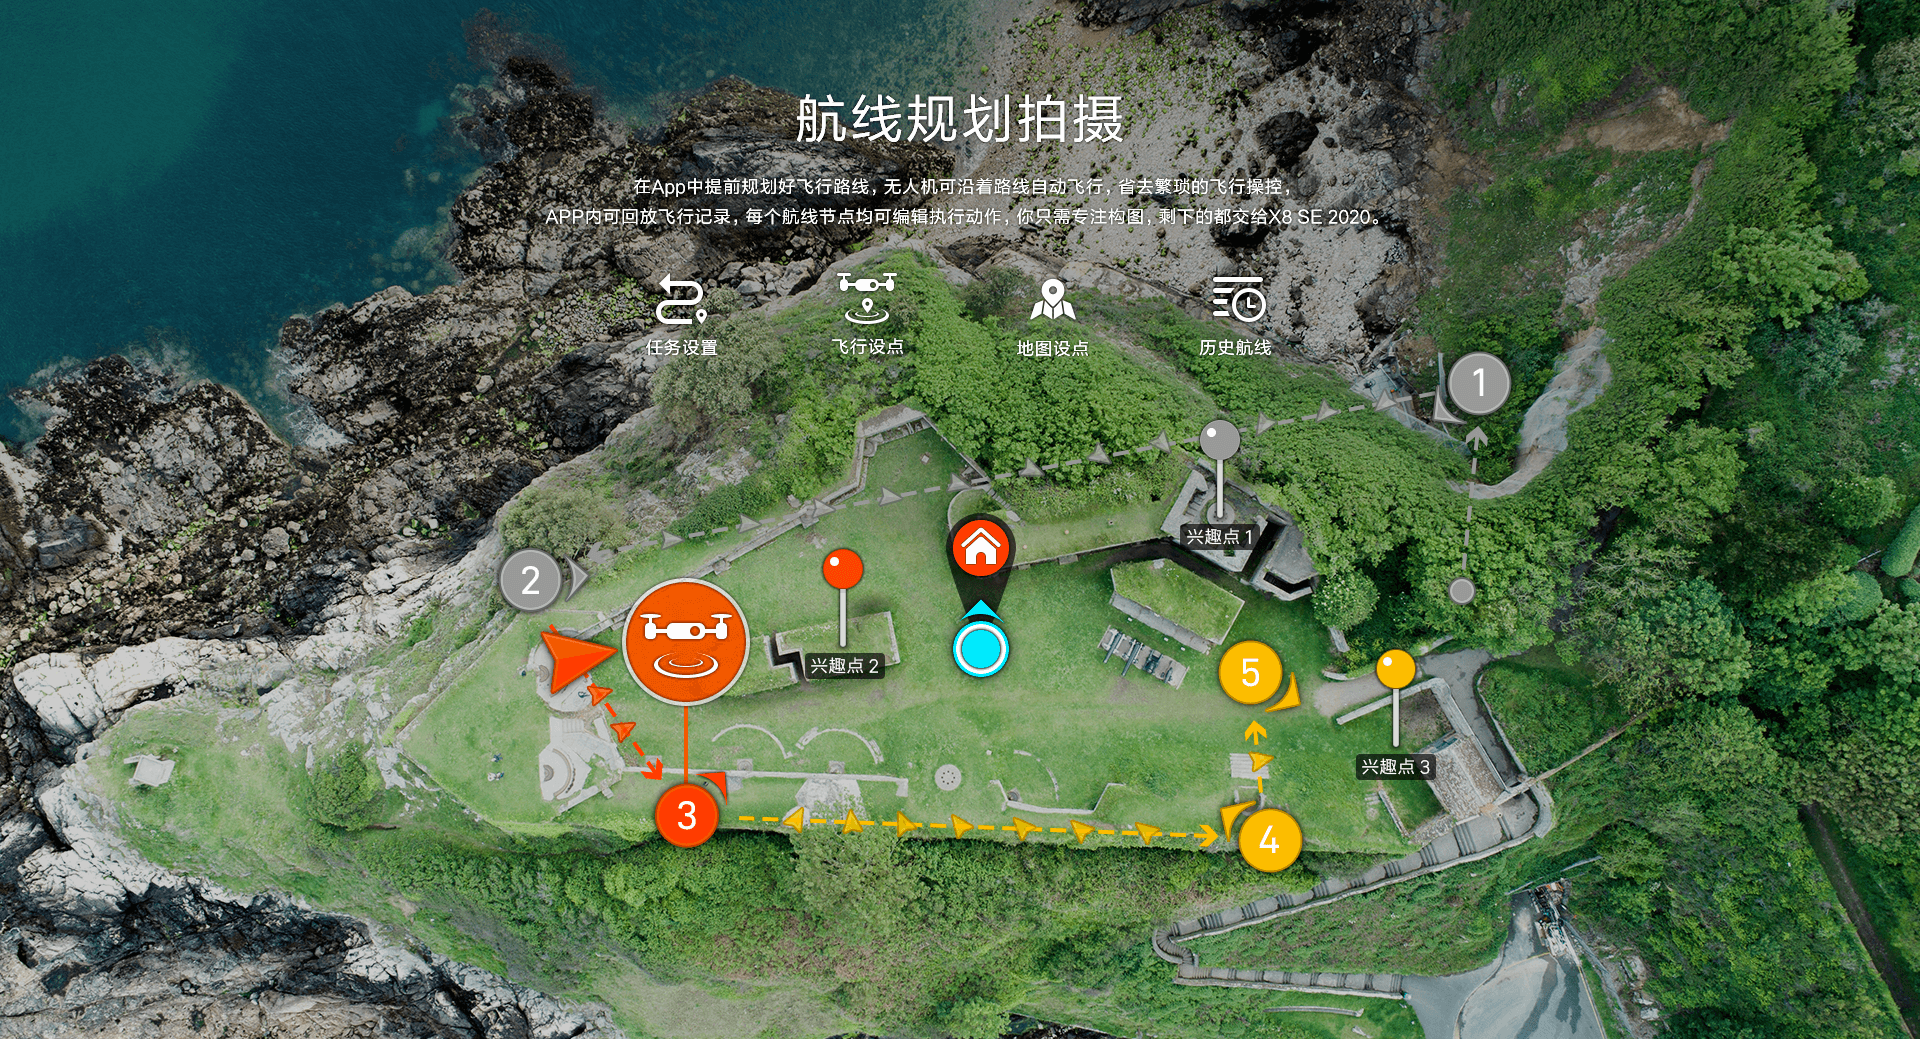 航线规划拍摄
在App中提前规划好飞行路线，无人机可沿着路线自动飞行，省去繁琐的飞行操控，
APP内可回放飞行记录，每个航线节点均可编辑执行动作，你只需专注构图，剩下的都交给X8 SE 2020。
任务设置 飞行设点 地图设点 历史航线
1
兴趣点 1
2
兴趣点 2
5
兴趣点 3
3
4